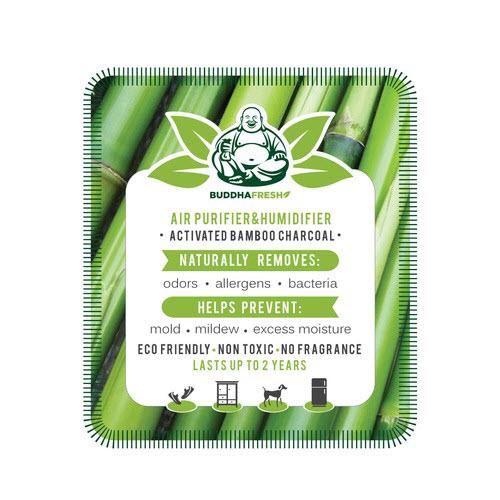 BUDDHAFRESH
AIR PURIFIER&HUMIDIFIER
• ACTIVATED BAMBOO CHARCOAL •
NATURALLY REMOVES:
odors • allergens • bacteria
HELPS PREVENT:
mold • mildew • excess moisture
ECO FRIENDLY•NON TOXIC•NO FRAGRANCE
LASTS UP TO 2 YEARS